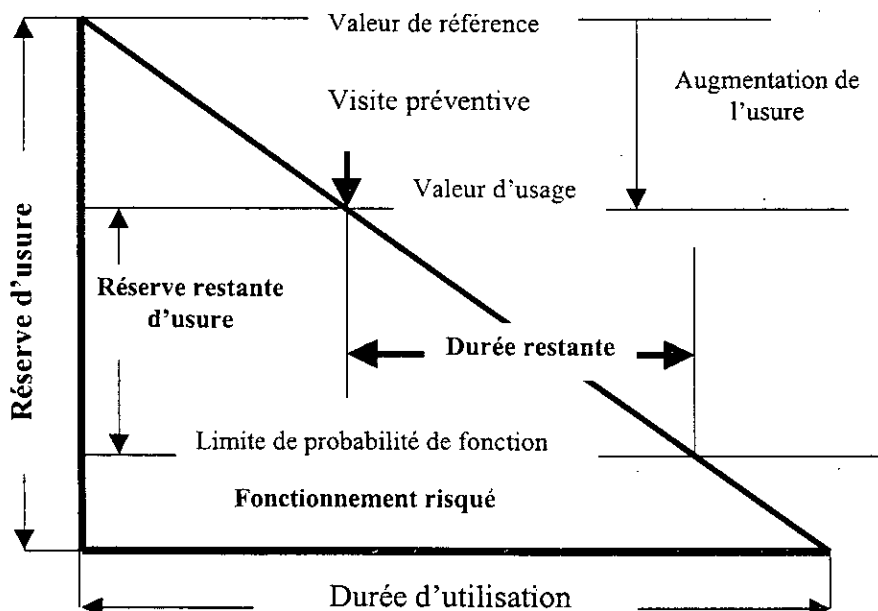 Valeur de référence
Augmentation de
l'usure
Visite préventive
Valeur d'usage
Réserve d'usure
Réserve restante
d'usure
Durée restante
Limite de probabilité de fonction
Fonctionnement risqué
Durée d'utilisation